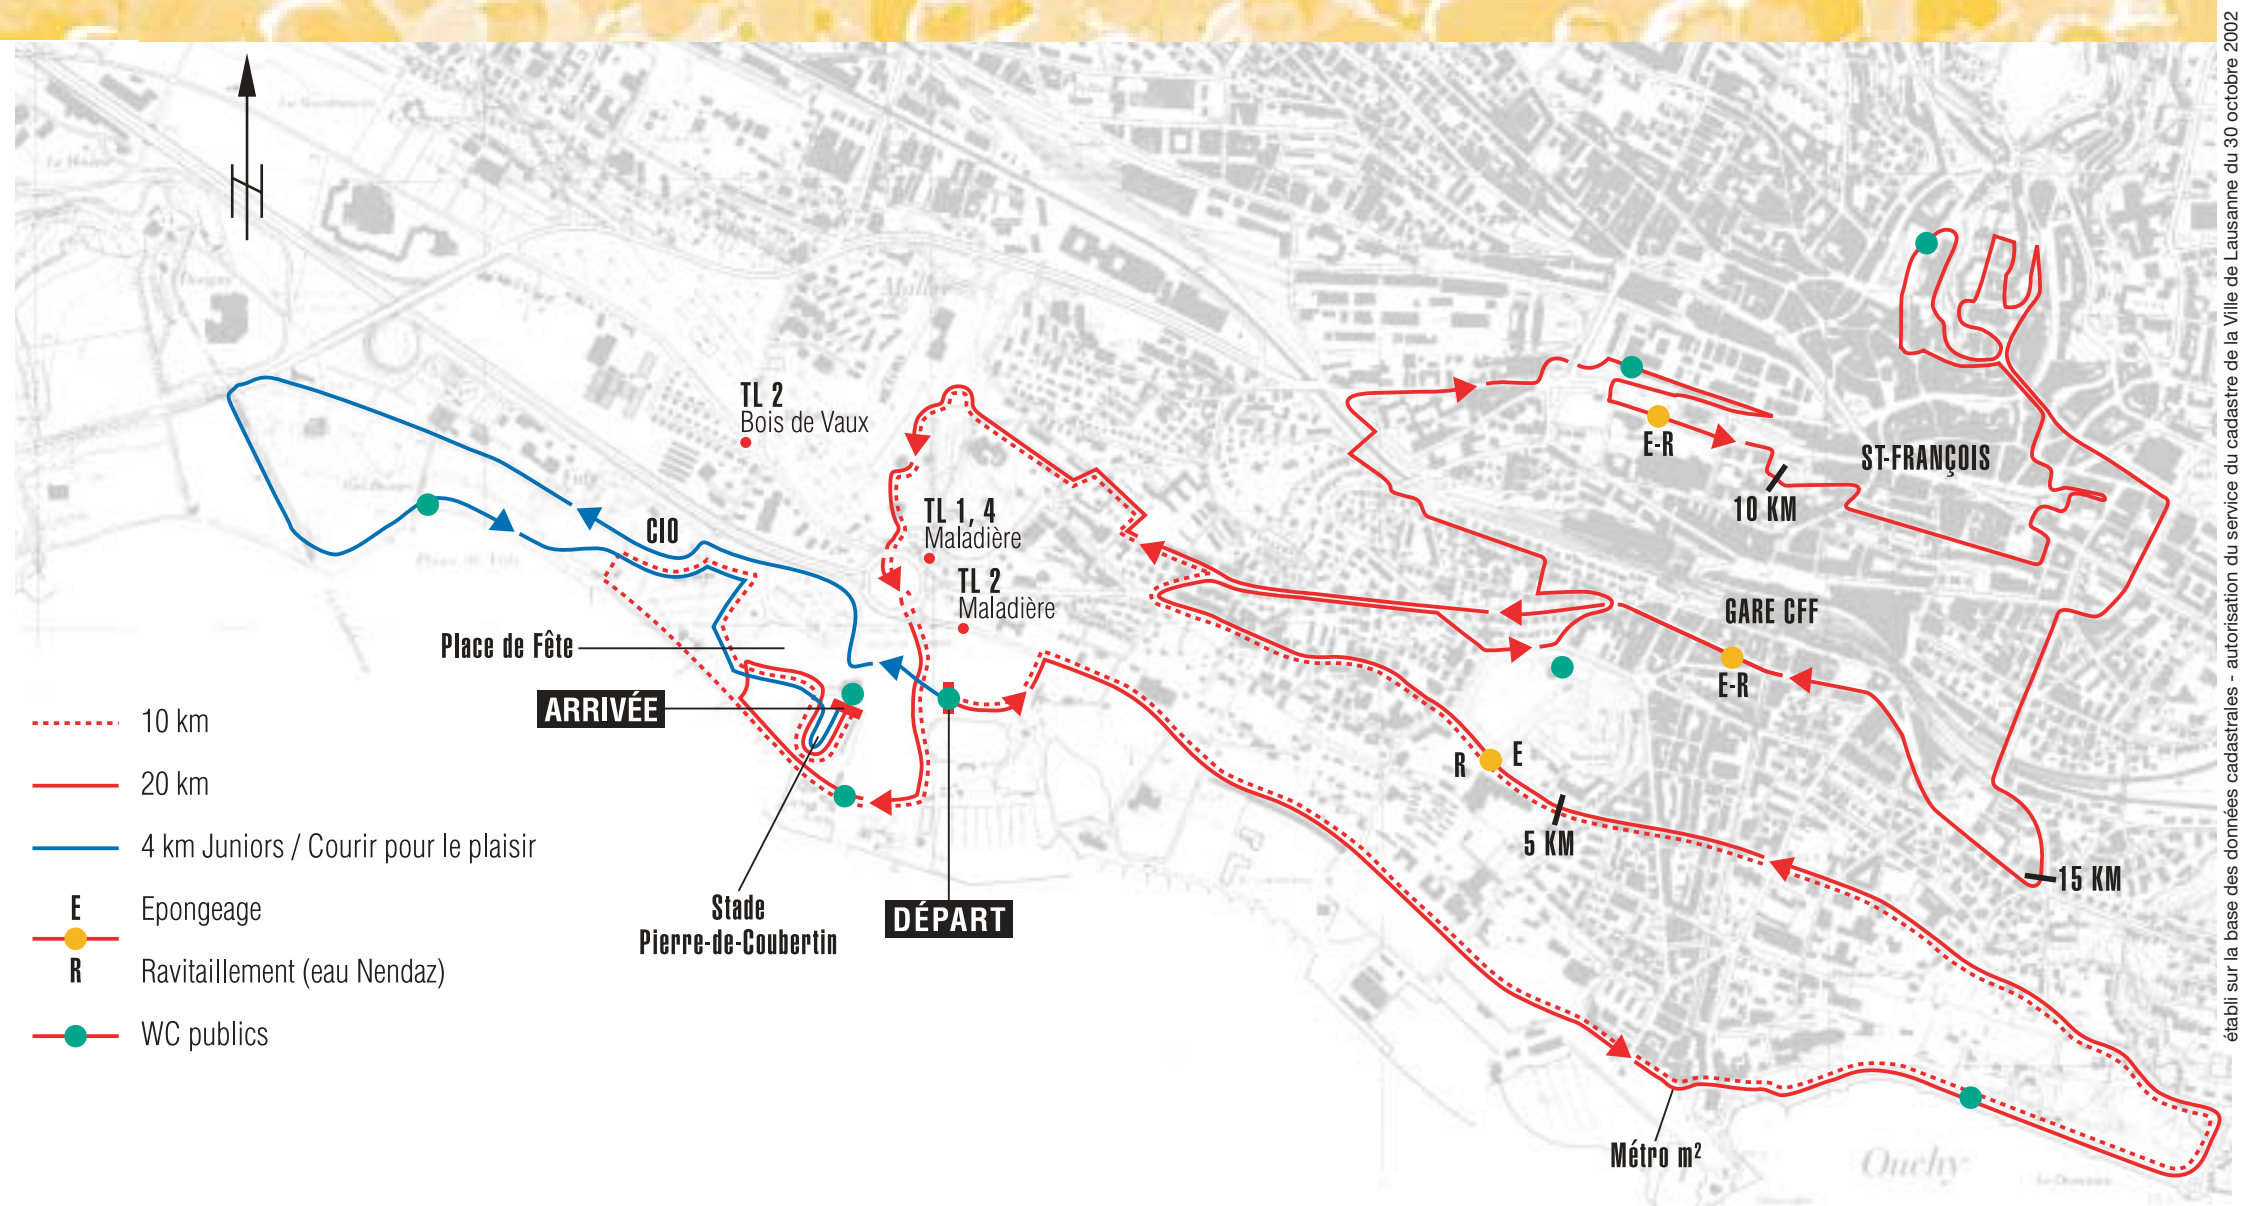 établi sur la base des données cadastrales - autorisation du service du cadastre de la Ville de Lausanne du 30 octobre 2002
TL 2
Bois de Vaux
E-R
ST-FRANÇOIS
10 KM
CIO
TL 1, 4
Maladière
TL 2
Maladière
GARE CFF
Place de Fête
E-R
ARRIVÉE
10 km
20 km
R
E
5 KM
4 km Juniors / Courir pour le plaisir
15 KM
E
Epongeage
Stade
Pierre-de-Coubertin
DÉPART
R
Ravitaillement (eau Nendaz)
WC publics
Métro m²
Ouchy